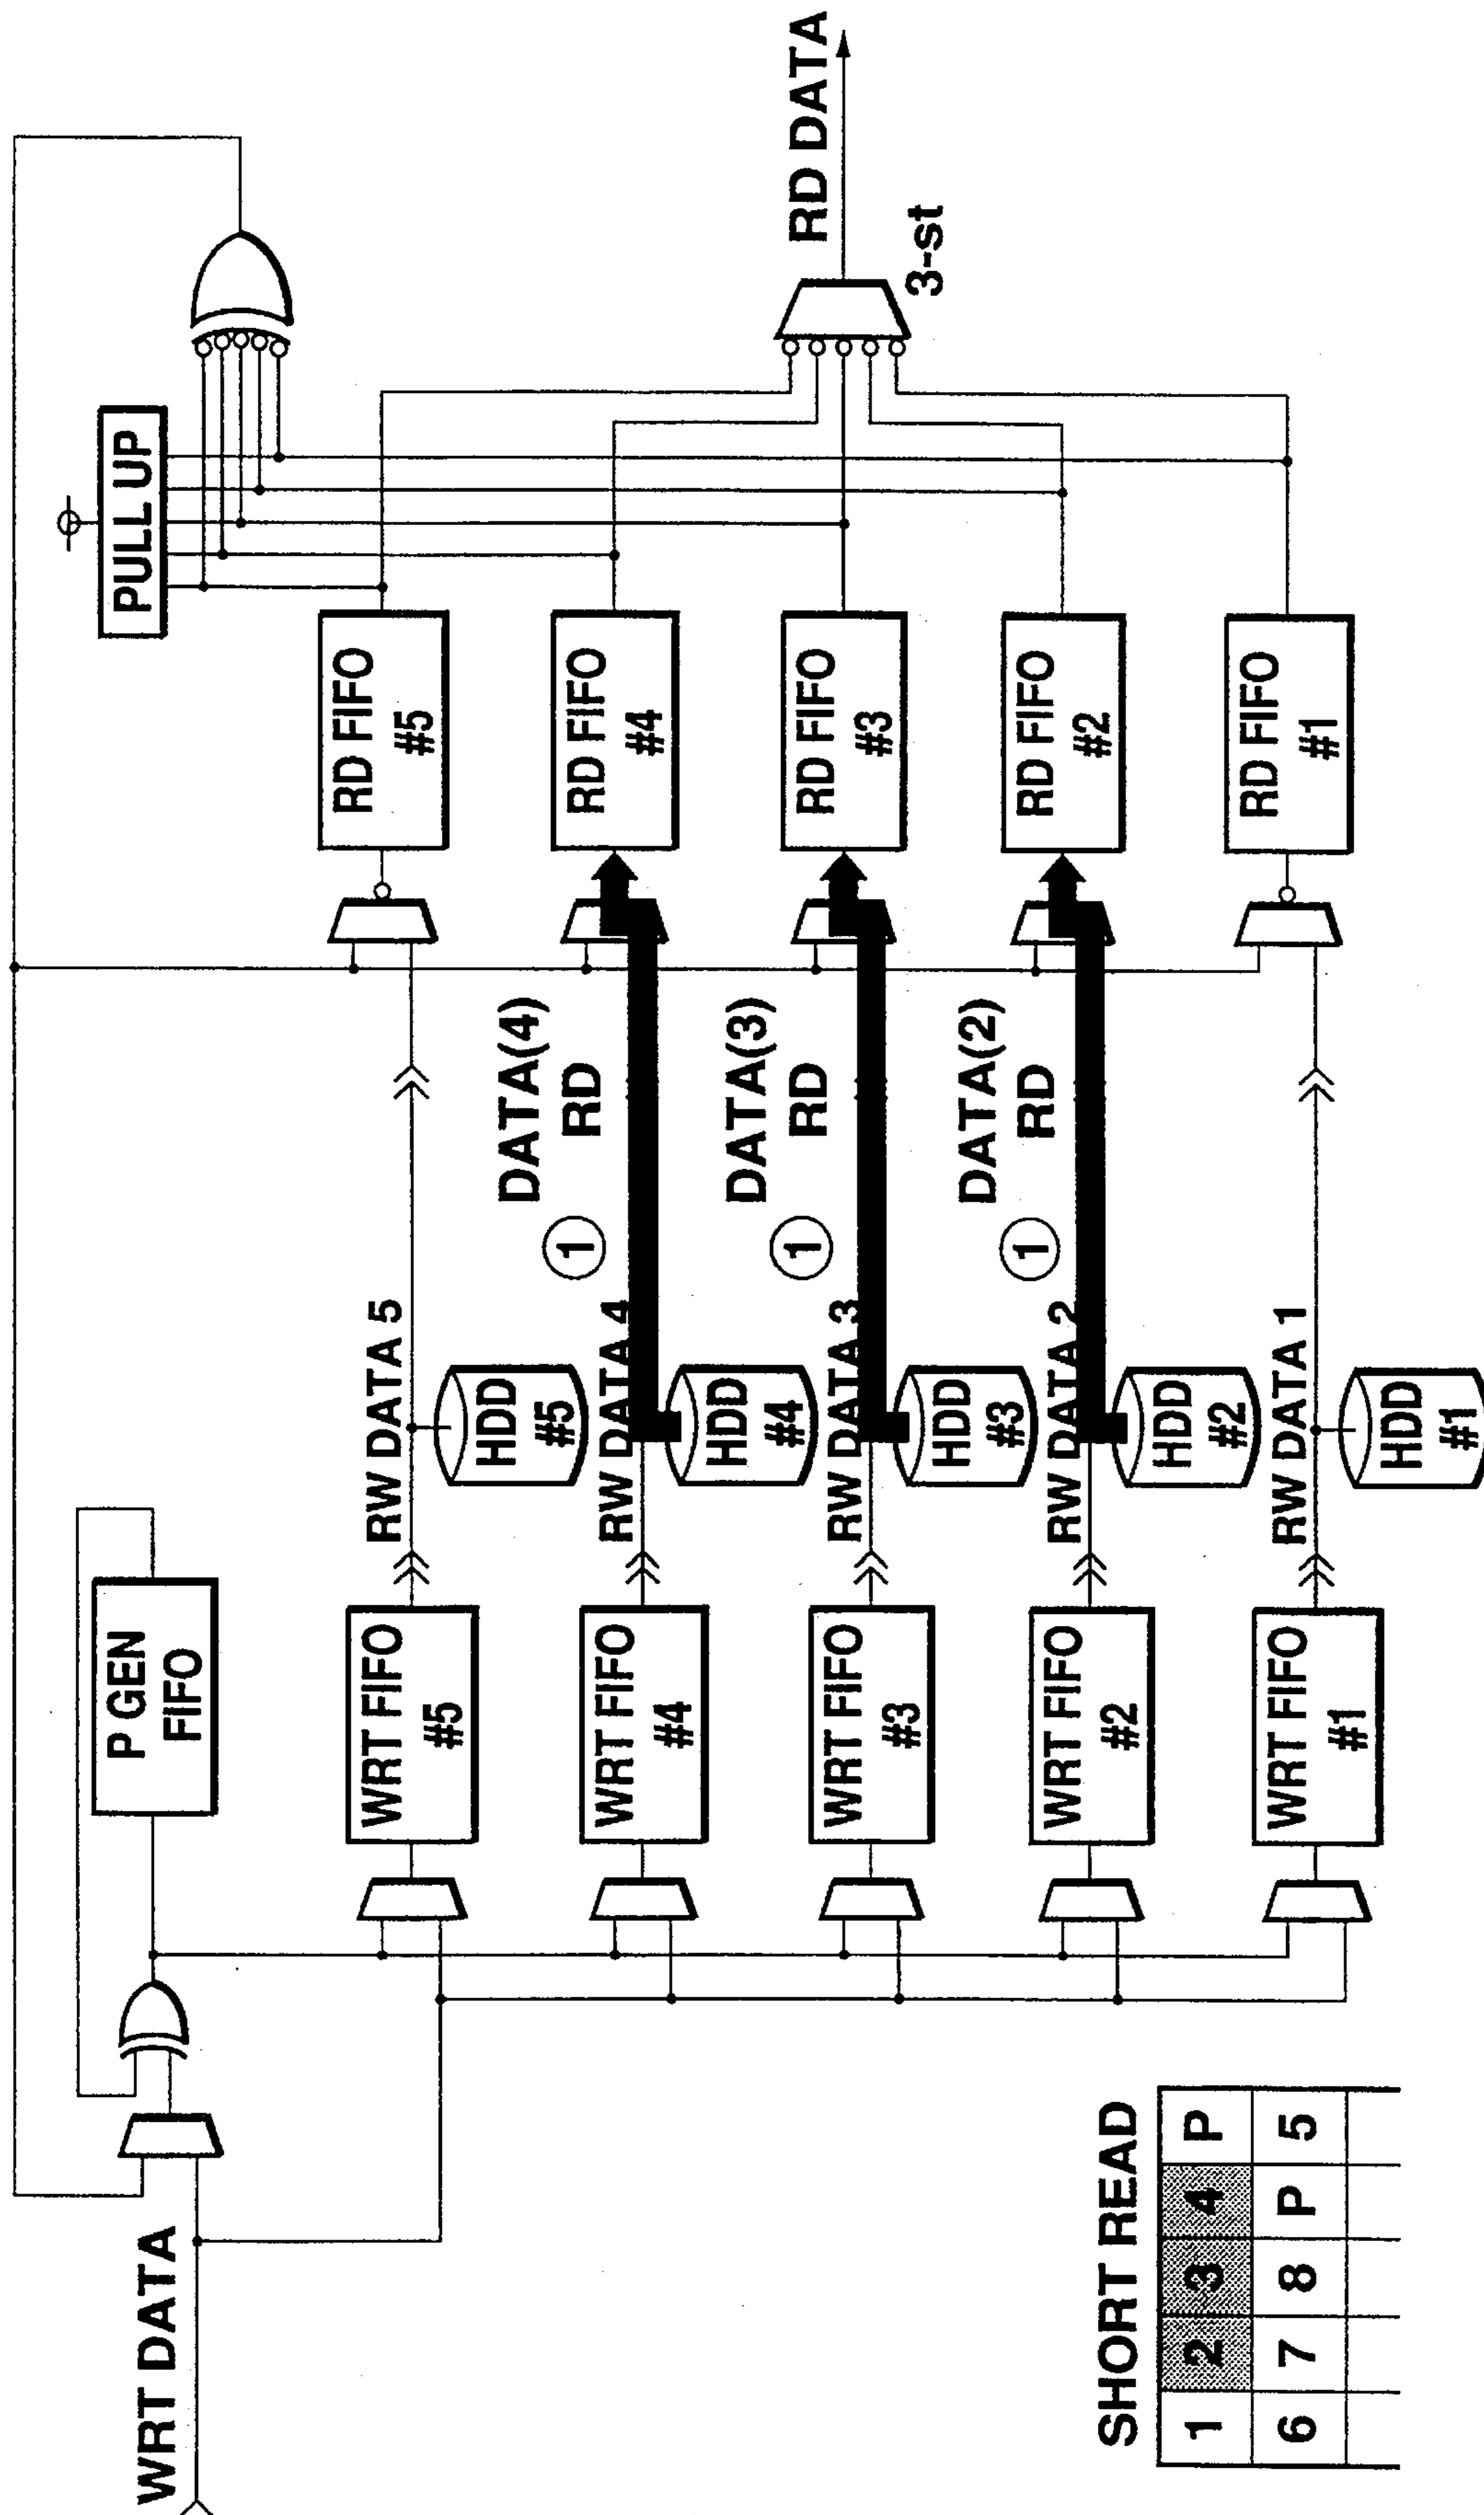 WRT DATA
P GEN
FIFO
PULL UP
WRT FIFO
#5
RW DATA 5
HDD
#5
RD FIFO
#5
WRT FIFO
#4
RW DATA 4
HDD
#4
1
DATA(4)
RD
RD FIFO
#4
WRT FIFO
#3
RW DATA 3
HDD
#3
1
DATA(3)
RD
RD FIFO
#3
RD DATA
3-st
WRT FIFO
#2
RW DATA 2
HDD
#2
1
DATA(2)
RD
RD FIFO
#2
WRT FIFO
#1
RW DATA 1
HDD
#1
RD FIFO
#1
SHORT READ
1 2 3 4 P
6 7 8 P 5